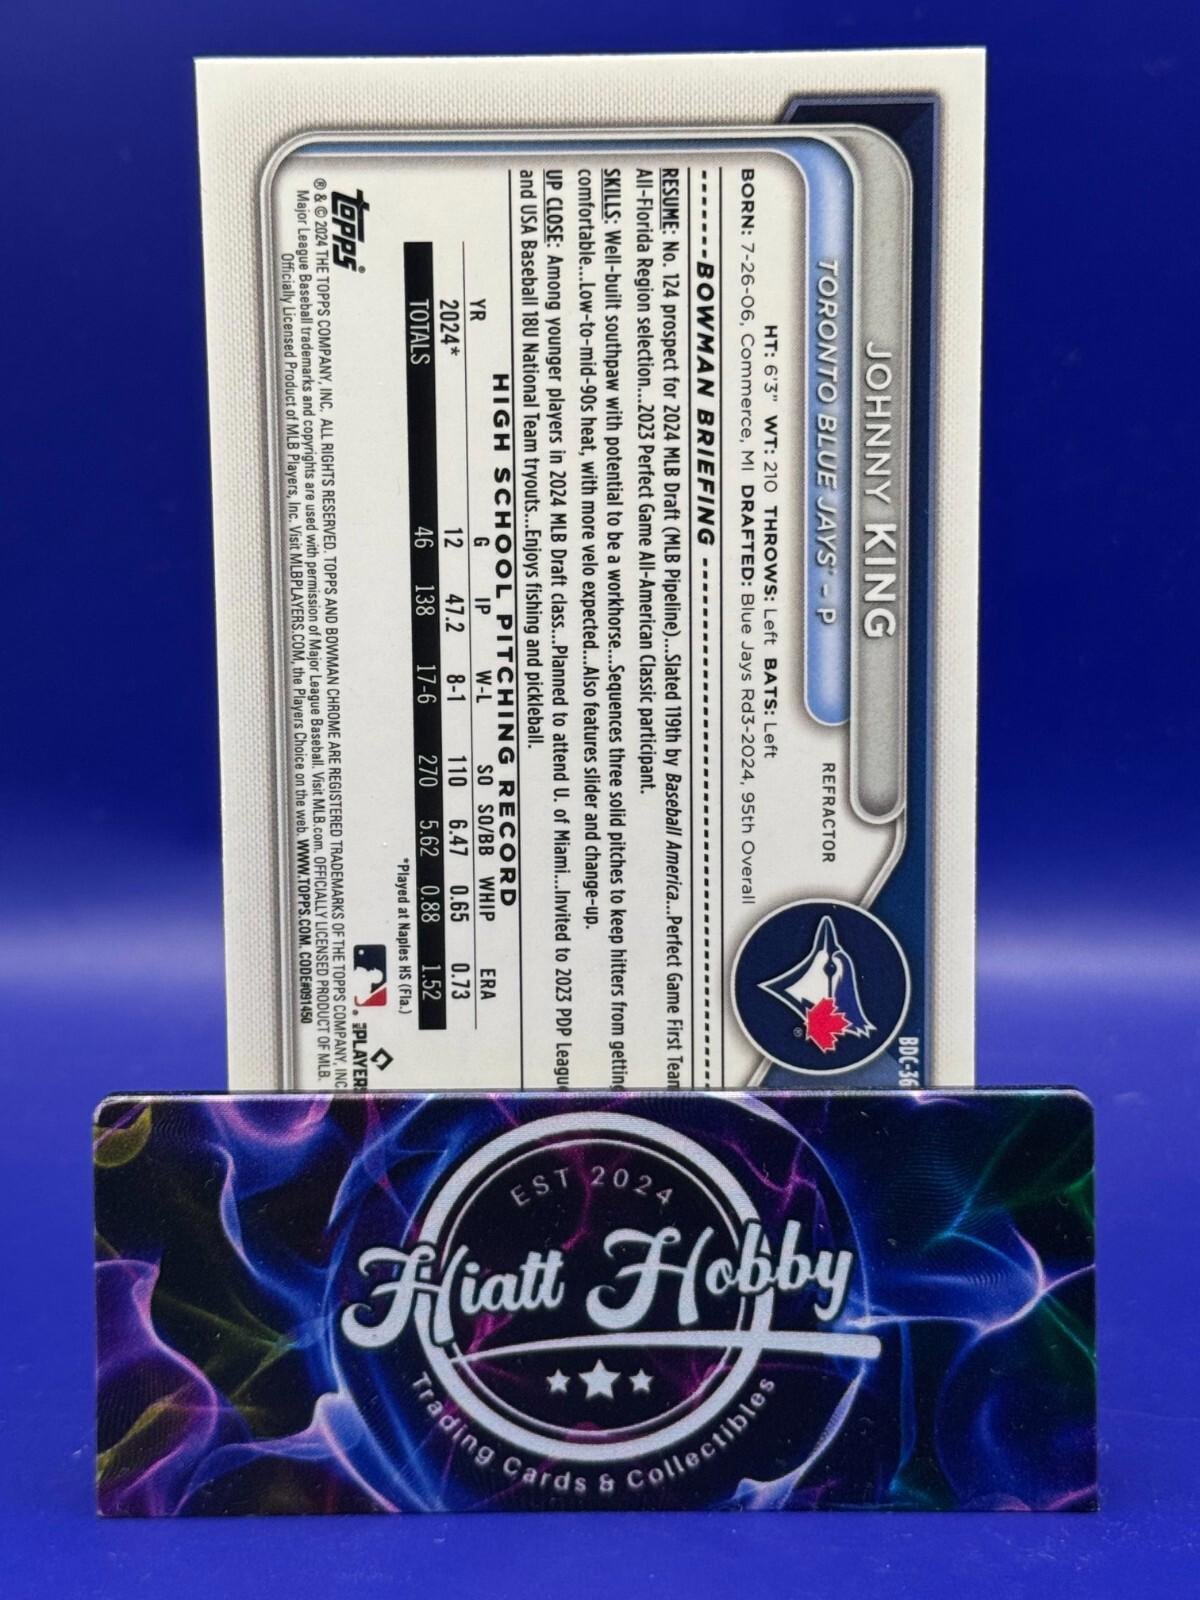 BDC-36
JOHNNY KING
TORONTO BLUE JAYS® - P
REFRACTOR
HT: 6'3" WT: 210 THROWS: Left BATS: Left
BORN: 7-26-06, Commerce, MI DRAFTED: Blue Jays Rd3-2024, 95th Overall
BOWMAN BRIEFING
RESUME: No. 124 prospect for 2024 MLB Draft (MLB Pipeline)...Slated 119th by Baseball America...Perfect Game First Team
All-Florida Region selection...2023 Perfect Game All-American Classic participant.
SKILLS: Well-built southpaw with potential to be a workhorse...Sequences three solid pitches to keep hitters from getting
comfortable...Low-to-mid-90s heat, with more velo expected...Also features slider and change-up.
UP CLOSE: Among younger players in 2024 MLB Draft class...Planned to attend U. of Miami...Invited to 2023 PDP League
and USA Baseball 18U National Team tryouts...Enjoys fishing and pickleball.
HIGH SCHOOL PITCHING RECORD
YR G IP W-L SO SO/BB WHIP ERA
2024* 12 47.2 8-1 110 6.47 0.65 0.73
TOTALS 46 138 17-6 270 5.62 0.88 1.52
*Played at Naples HS (Fla.)
topps®
® & © 2024 THE TOPPS COMPANY, INC. ALL RIGHTS RESERVED. TOPPS AND BOWMAN CHROME ARE REGISTERED TRADEMARKS OF THE TOPPS COMPANY, INC.
Major League Baseball trademarks and copyrights are used with permission of Major League Baseball. Visit MLB.com. OFFICIALLY LICENSED PRODUCT OF MLB.
Officially Licensed Product of MLB Players, Inc. Visit MLBPLAYERS.COM, the Players Choice on the web. WWW.TOPPS.COM. CODE#091450
EST 2024
Hiatt Hobby
Trading Cards & Collectibles